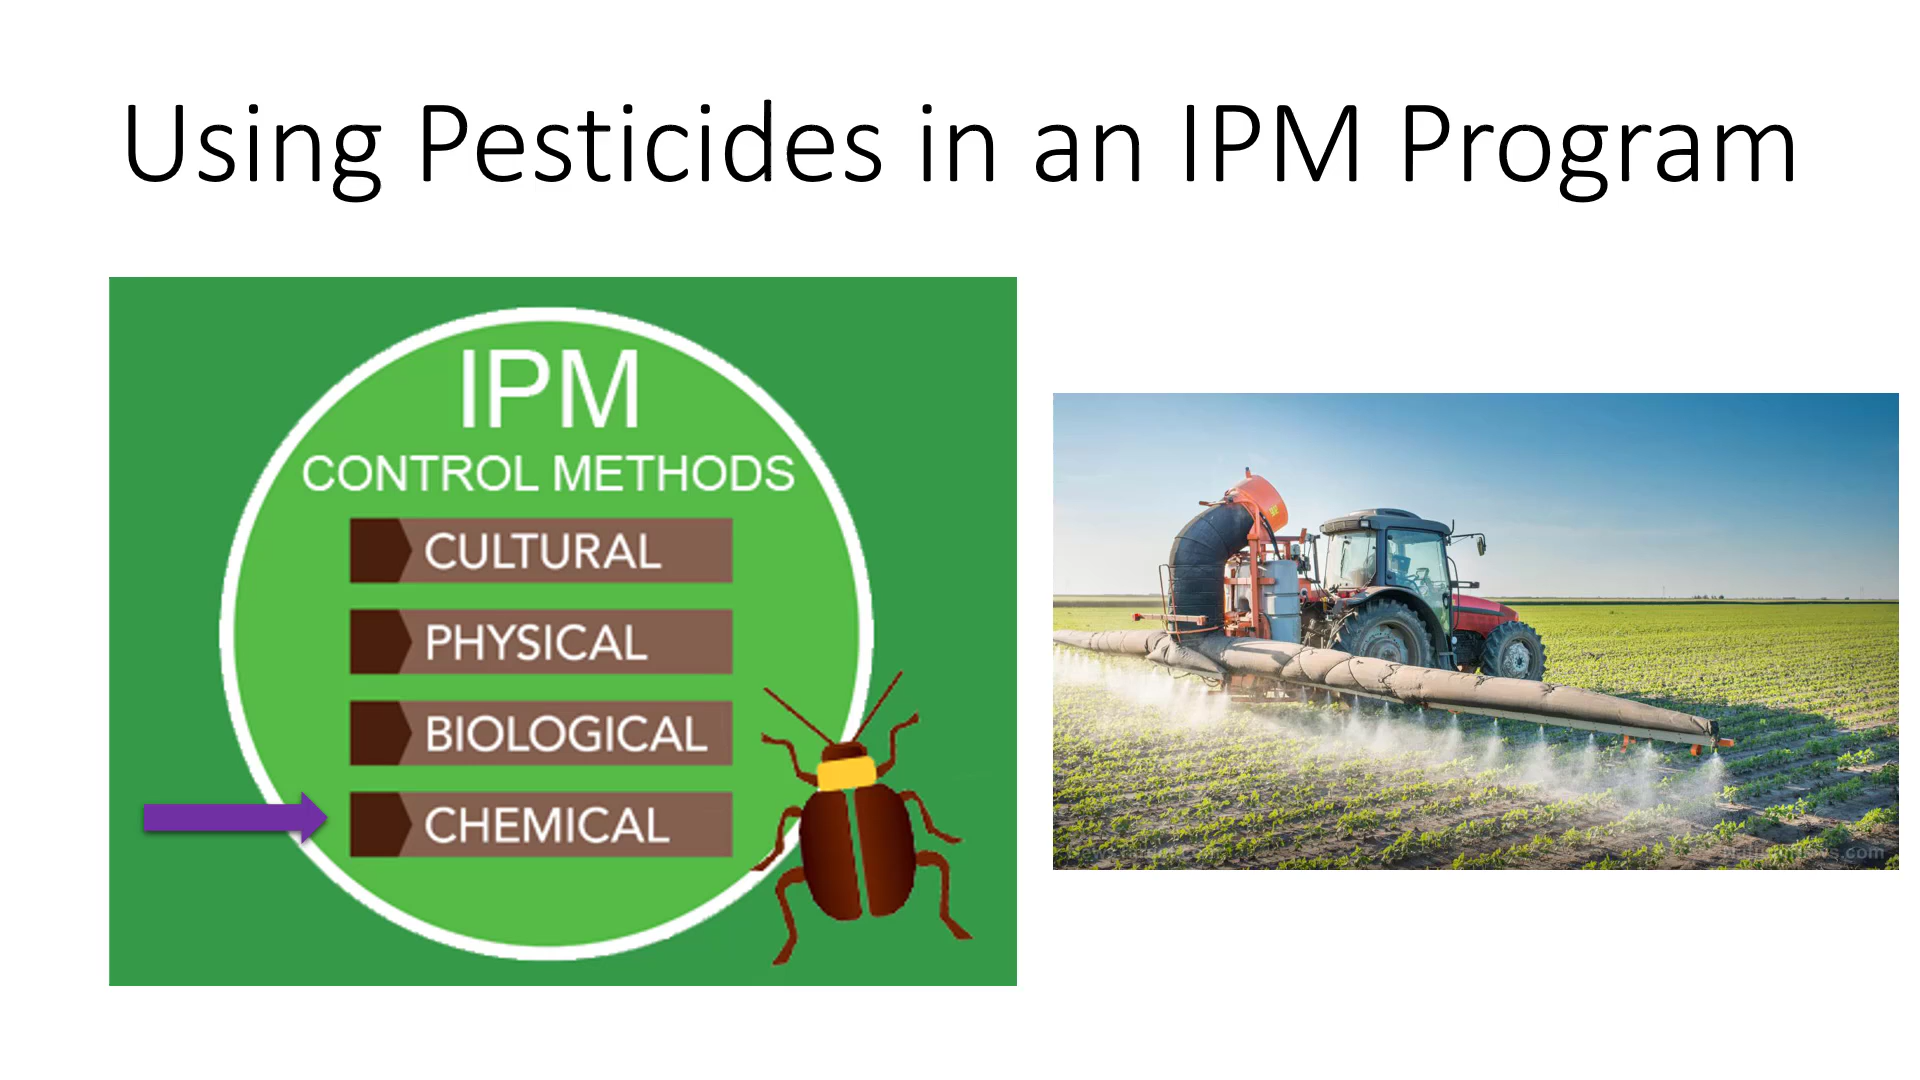 Using Pesticides in an IPM Program
IPM
CONTROL METHODS
CULTURAL
PHYSICAL
BIOLOGICAL
CHEMICAL